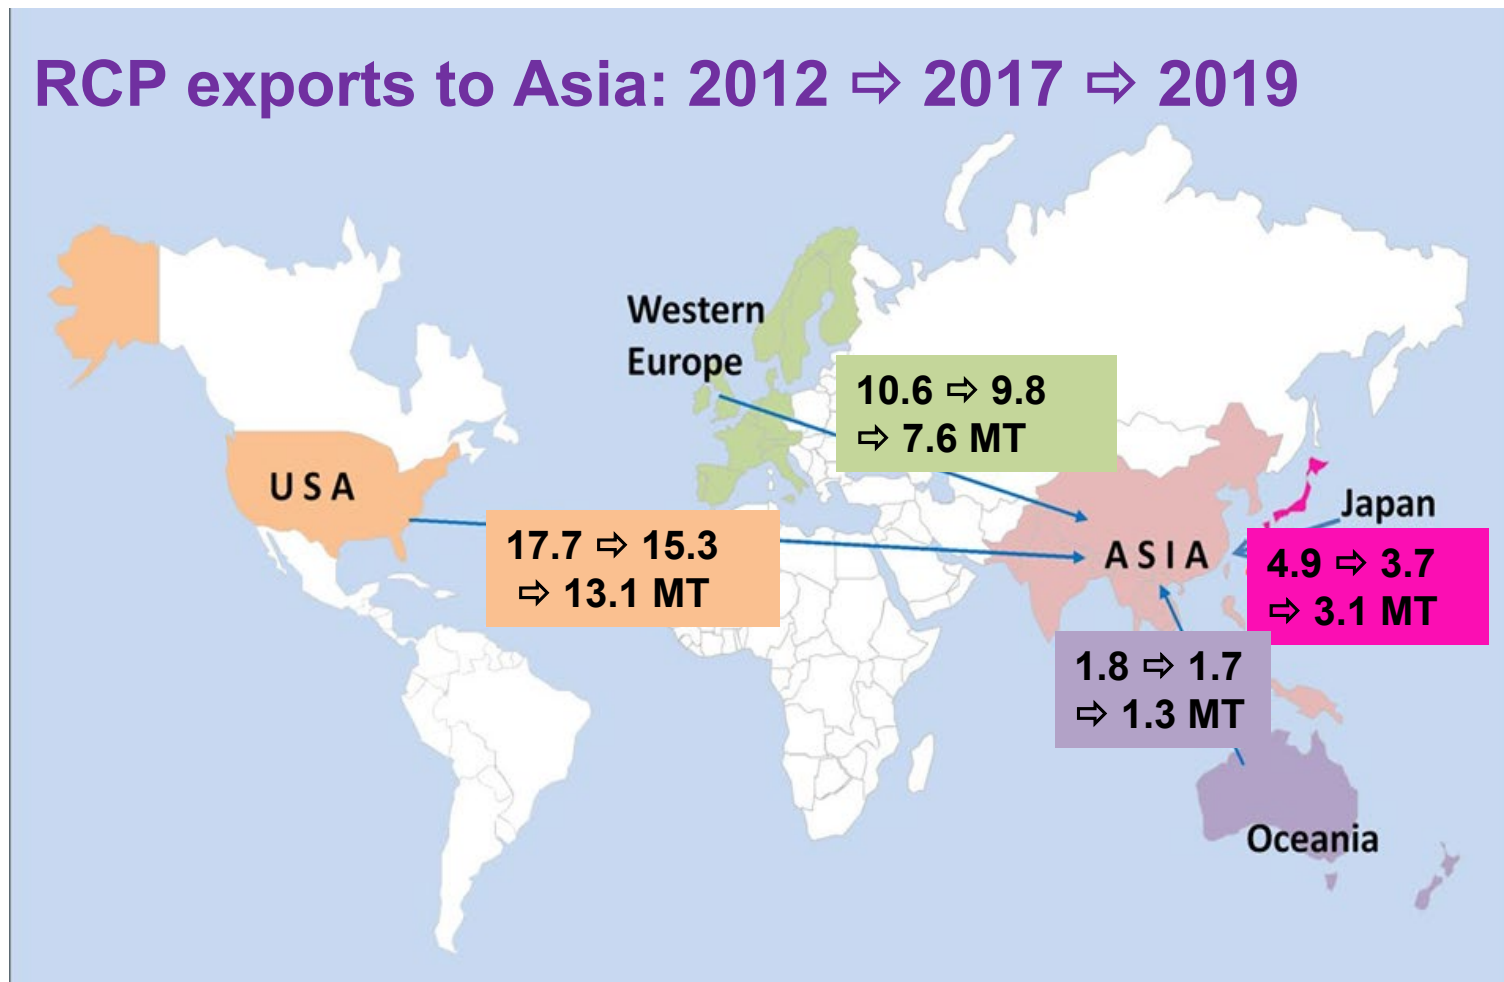 RCP exports to Asia: 2012 ⇨ 2017 ⇨ 2019
Western
Europe
10.6 ⇨ 9.8
⇨ 7.6 MT
USA
17.7 ⇨ 15.3
⇨ 13.1 MT
ASIA
Japan
4.9 ⇨ 3.7
⇨ 3.1 MT
1.8 ⇨ 1.7
⇨ 1.3 MT
Oceania